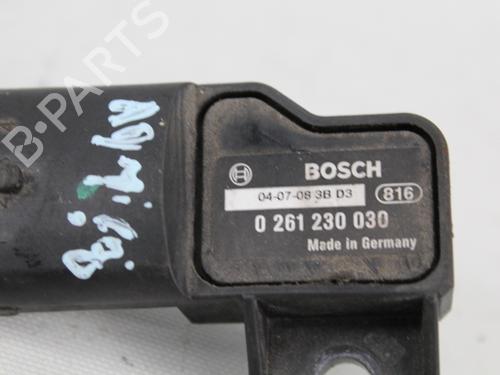 BOSCH
04-07-08 3B D3
816
0 261 230 030
Made in Germany
B-PARTS